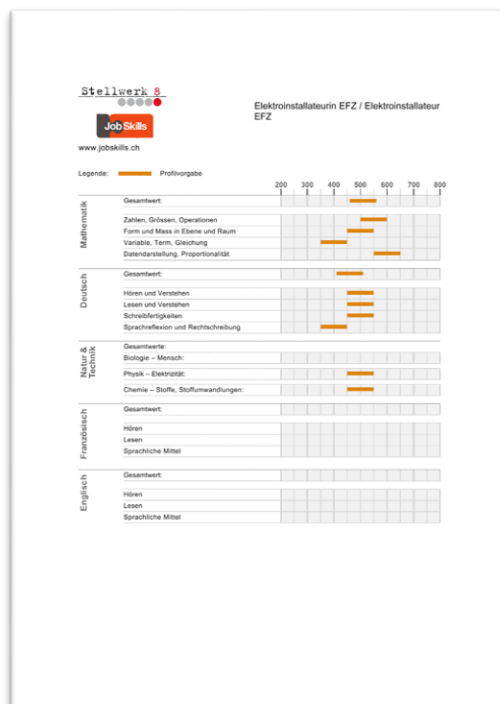 Stellwerk 8
JobSkills
www.jobskills.ch
Elektroinstallateurin EFZ / Elektroinstallateur
EFZ
Legende: Profilvorgabe
200 300 400 500 600 700 800
Mathematik
Gesamtwert:
Zahlen, Grössen, Operationen
Form und Mass in Ebene und Raum
Variable, Term, Gleichung
Datendarstellung, Proportionalität
Deutsch
Gesamtwert:
Hören und Verstehen
Lesen und Verstehen
Schreibfertigkeiten
Sprachreflexion und Rechtschreibung
Natur &
Technik
Gesamtwerte:
Biologie – Mensch:
Physik – Elektrizität:
Chemie – Stoffe, Stoffumwandlungen:
Französisch
Gesamtwert:
Hören
Lesen
Sprachliche Mittel
Englisch
Gesamtwert:
Hören
Lesen
Sprachliche Mittel